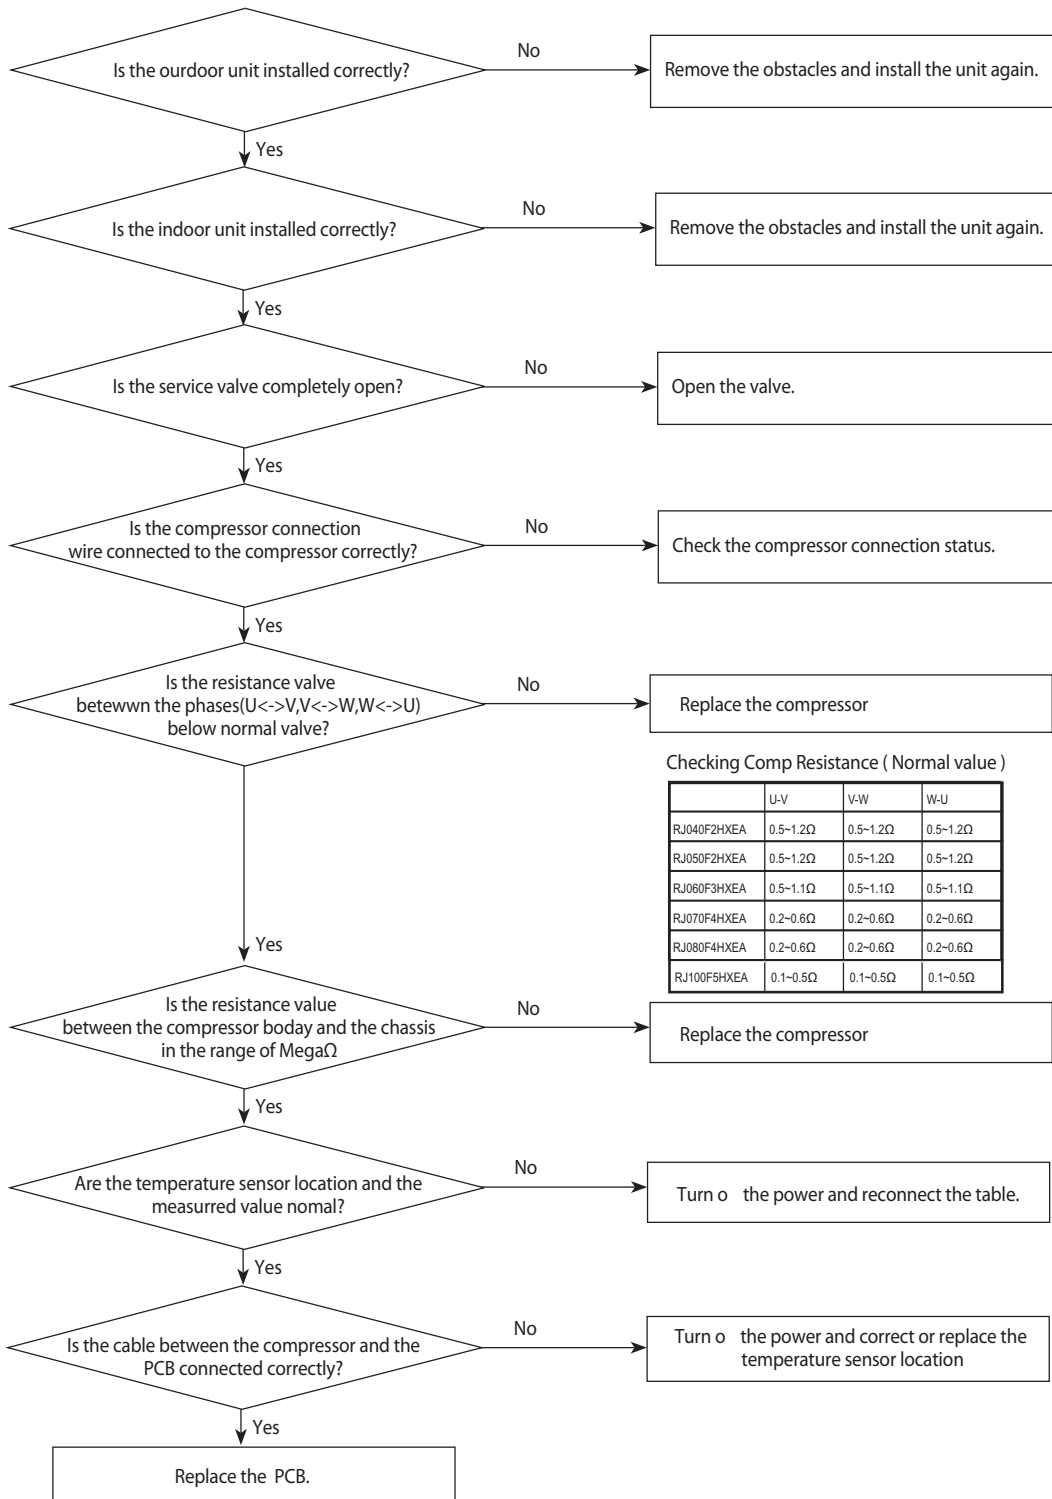 Is the ourdoor unit installed correctly?
No
Remove the obstacles and install the unit again.
Yes
Is the indoor unit installed correctly?
No
Remove the obstacles and install the unit again.
Yes
Is the service valve completely open?
No
Open the valve.
Yes
Is the compressor connection
wire connected to the compressor correctly?
No
Check the compressor connection status.
Yes
Is the resistance valve
betewwn the phases(U<->V,V<->W,W<->U)
below normal valve?
No
Replace the compressor
Checking Comp Resistance ( Normal value )
U-V V-W W-U
RJ040F2HXEA 0.5~1.2Ω 0.5~1.2Ω 0.5~1.2Ω
RJ050F2HXEA 0.5~1.2Ω 0.5~1.2Ω 0.5~1.2Ω
RJ060F3HXEA 0.5~1.1Ω 0.5~1.1Ω 0.5~1.1Ω
RJ070F4HXEA 0.2~0.6Ω 0.2~0.6Ω 0.2~0.6Ω
RJ080F4HXEA 0.2~0.6Ω 0.2~0.6Ω 0.2~0.6Ω
RJ100F5HXEA 0.1~0.5Ω 0.1~0.5Ω 0.1~0.5Ω
Yes
Is the resistance value
between the compressor boday and the chassis
in the range of MegaΩ
No
Replace the compressor
Yes
Are the temperature sensor location and the
measurred value nomal?
No
Turn o the power and reconnect the table.
Yes
Is the cable between the compressor and the
PCB connected correctly?
No
Turn o the power and correct or replace the
temperature sensor location
Yes
Replace the PCB.